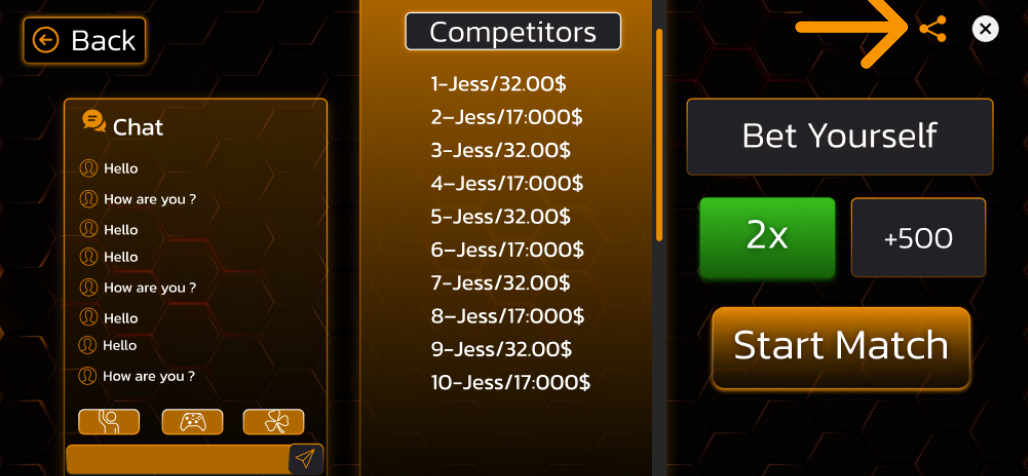 Back
Chat
Hello
How are you ?
Hello
Hello
How are you ?
Hello
Hello
How are you ?
Competitors
1-Jess/32.00$
2-Jess/17:000$
3-Jess/32.00$
4-Jess/17:000$
5-Jess/32.00$
6-Jess/17:000$
7-Jess/32.00$
8-Jess/17:000$
9-Jess/32.00$
10-Jess/17:000$
Bet Yourself
2x
+500
Start Match